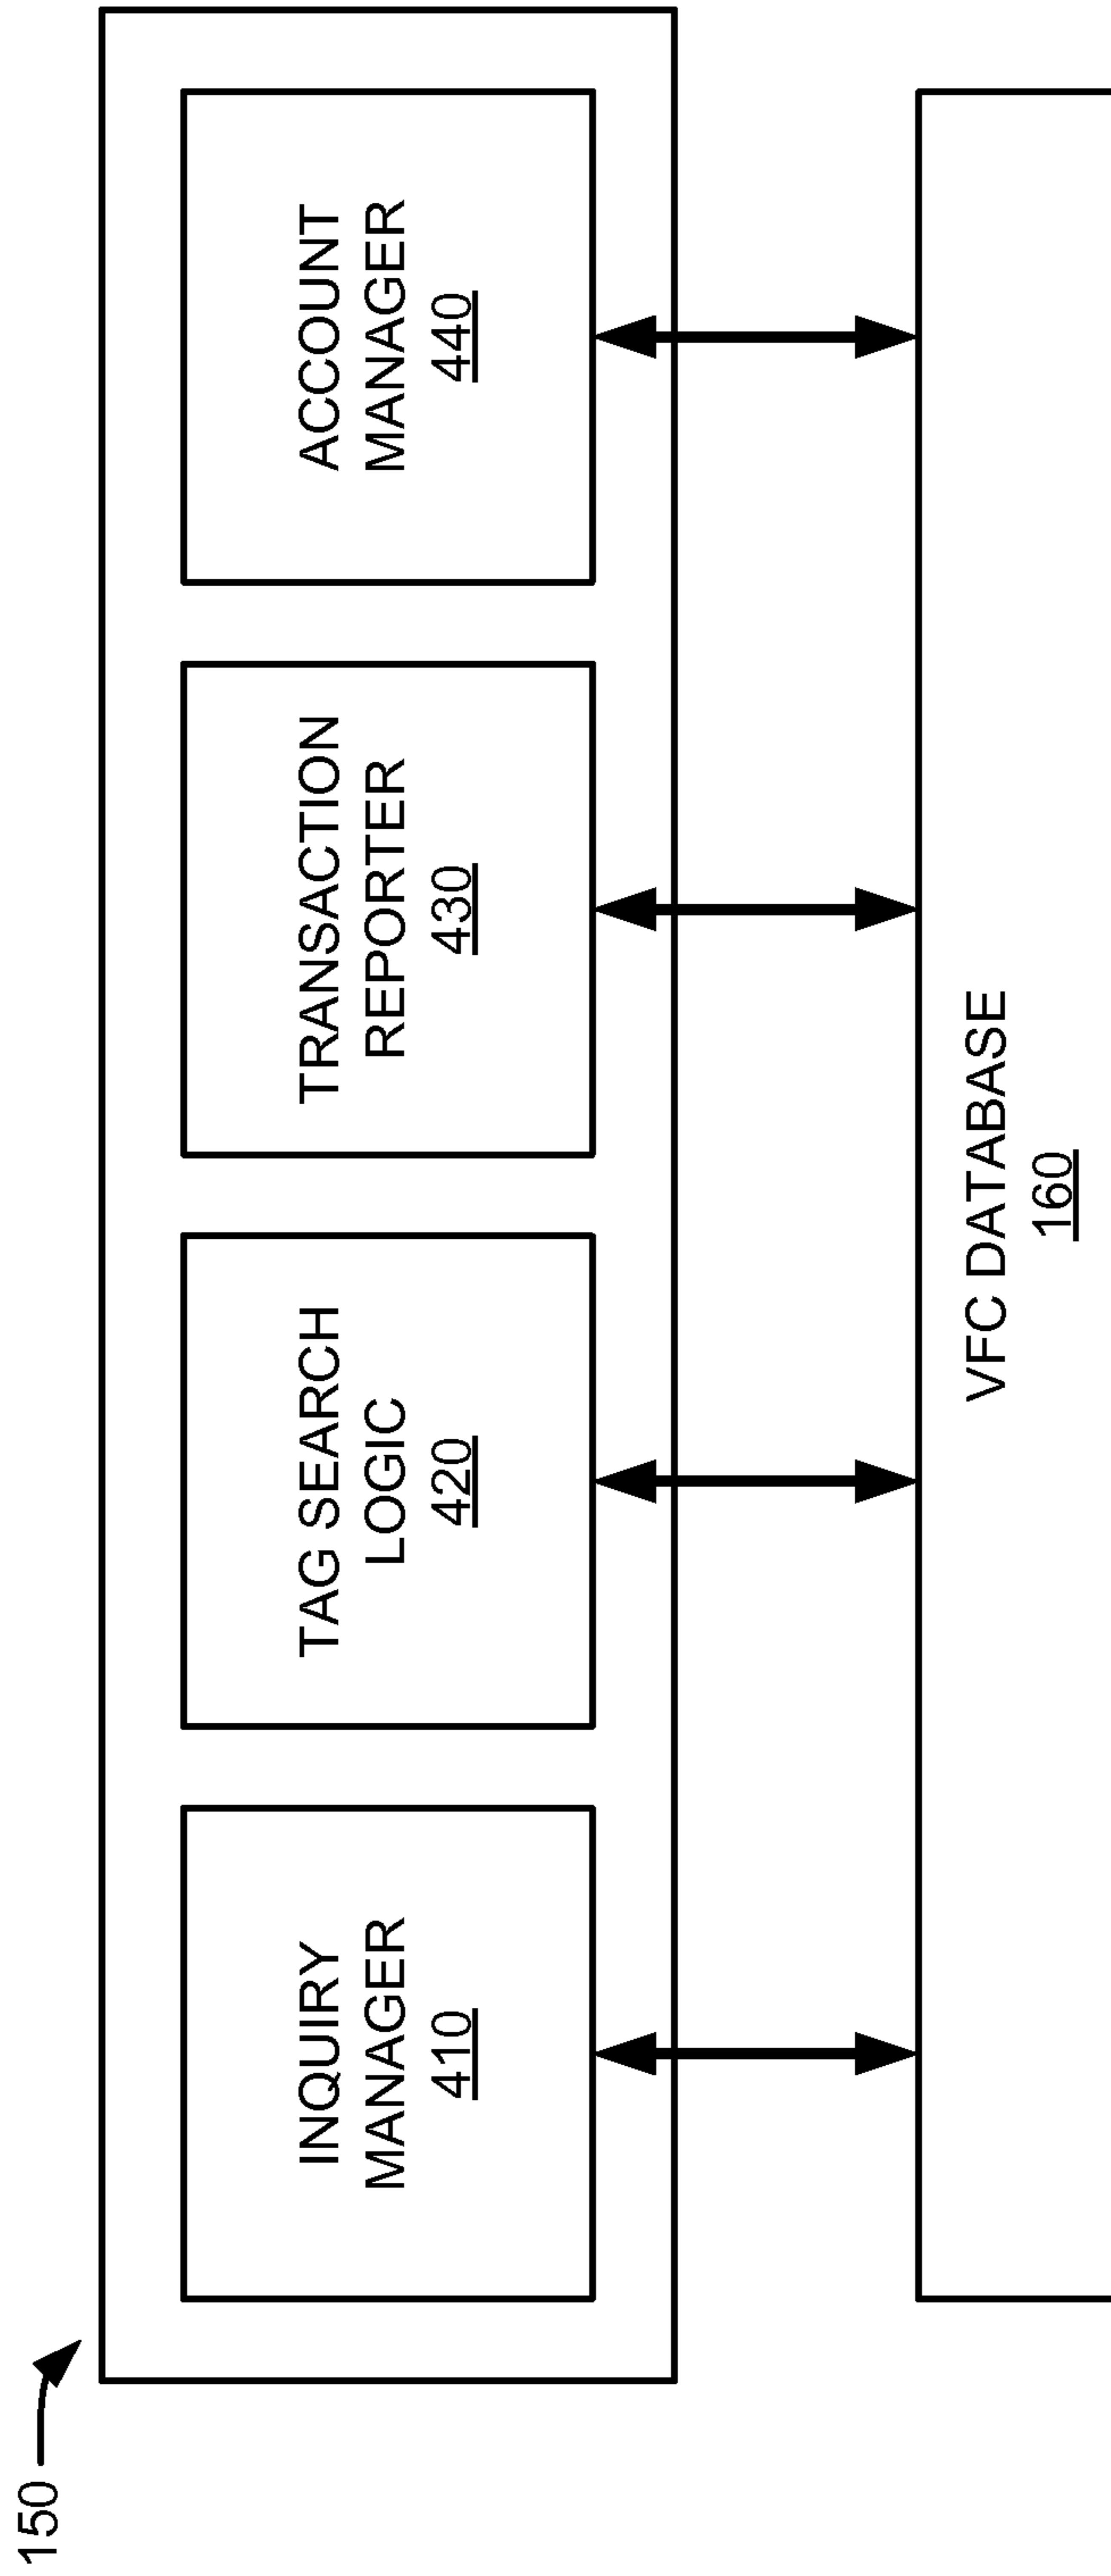 150
INQUIRY
MANAGER
410
TAG SEARCH
LOGIC
420
TRANSACTION
REPORTER
430
ACCOUNT
MANAGER
440
VFC DATABASE
160